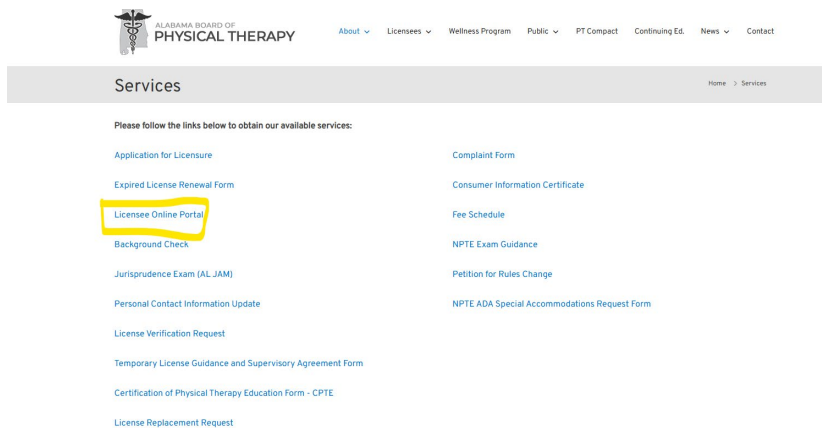 ALABAMA BOARD OF
PHYSICAL THERAPY
About
Licensees
Wellness Program
Public
PT Compact
Continuing Ed.
News
Contact
Services
Home > Services
Please follow the links below to obtain our available services:
Application for Licensure
Expired License Renewal Form
Licensee Online Portal
Background Check
Jurisprudence Exam (AL JAM)
Personal Contact Information Update
License Verification Request
Temporary License Guidance and Supervisory Agreement Form
Certification of Physical Therapy Education Form - CPTE
License Replacement Request
Complaint Form
Consumer Information Certificate
Fee Schedule
NPTE Exam Guidance
Petition for Rules Change
NPTE ADA Special Accommodations Request Form